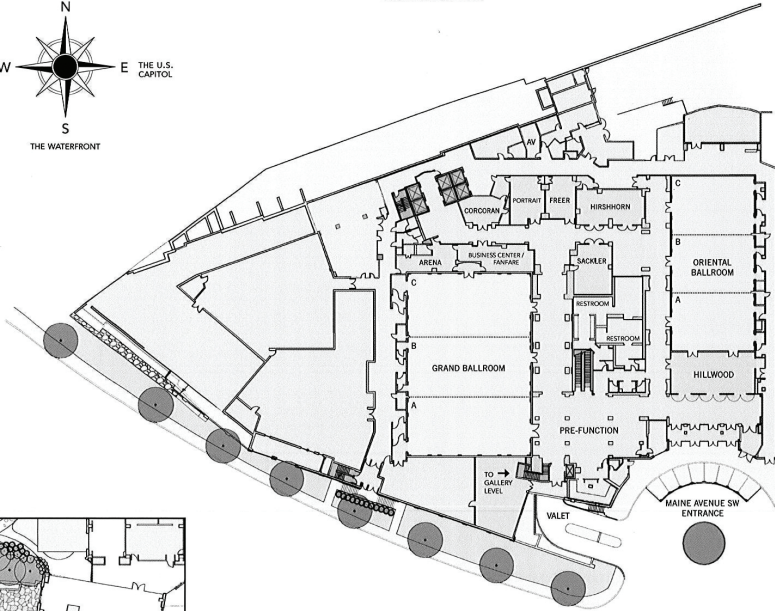 N
W
E
THE U.S.
CAPITOL
S
THE WATERFRONT
AV
CORCORAN
PORTRAIT
FREER
HIRSHHORN
C
B
ORIENTAL
BALLROOM
A
HILLWOOD
ARENA
BUSINESS CENTER /
FANFARE
SACKLER
RESTROOM
RESTROOM
C
B
GRAND BALLROOM
A
PRE-FUNCTION
TO
GALLERY
LEVEL
VALET
MAINE AVENUE SW
ENTRANCE